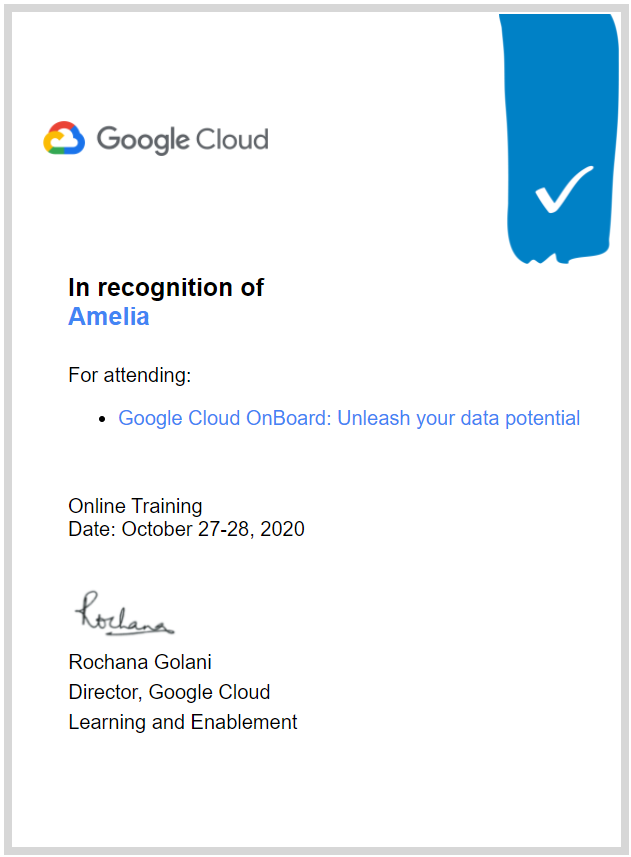 Google Cloud
In recognition of
Amelia
For attending:
• Google Cloud OnBoard: Unleash your data potential
Online Training
Date: October 27-28, 2020
Rochana
Rochana Golani
Director, Google Cloud
Learning and Enablement